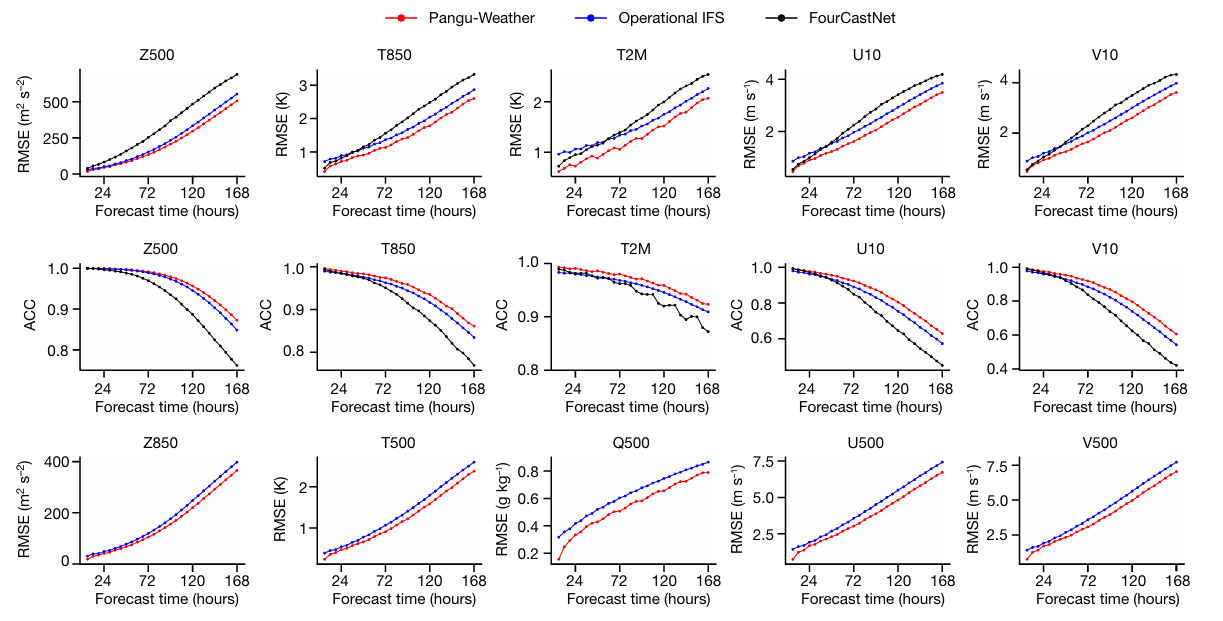 Pangu-Weather Operational IFS FourCastNet
Z500 T850 T2M U10 V10
RMSE (m² s⁻²)
500
250
0
24 72 120 168
Forecast time (hours)
RMSE (K)
3
2
1
24 72 120 168
Forecast time (hours)
RMSE (K)
2
1
24 72 120 168
Forecast time (hours)
RMSE (m s⁻¹)
4
2
24 72 120 168
Forecast time (hours)
RMSE (m s⁻¹)
4
2
24 72 120 168
Forecast time (hours)
Z500 T850 T2M U10 V10
ACC
1.0
0.9
0.8
24 72 120 168
Forecast time (hours)
ACC
1.0
0.9
0.8
24 72 120 168
Forecast time (hours)
ACC
1.0
0.9
0.8
24 72 120 168
Forecast time (hours)
ACC
1.0
0.8
0.6
24 72 120 168
Forecast time (hours)
ACC
1.0
0.8
0.6
0.4
24 72 120 168
Forecast time (hours)
Z850 T500 Q500 U500 V500
RMSE (m² s⁻²)
400
200
0
24 72 120 168
Forecast time (hours)
RMSE (K)
2
1
24 72 120 168
Forecast time (hours)
RMSE (g kg⁻¹)
0.8
0.6
0.4
0.2
24 72 120 168
Forecast time (hours)
RMSE (m s⁻¹)
7.5
5.0
2.5
24 72 120 168
Forecast time (hours)
RMSE (m s⁻¹)
7.5
5.0
2.5
24 72 120 168
Forecast time (hours)